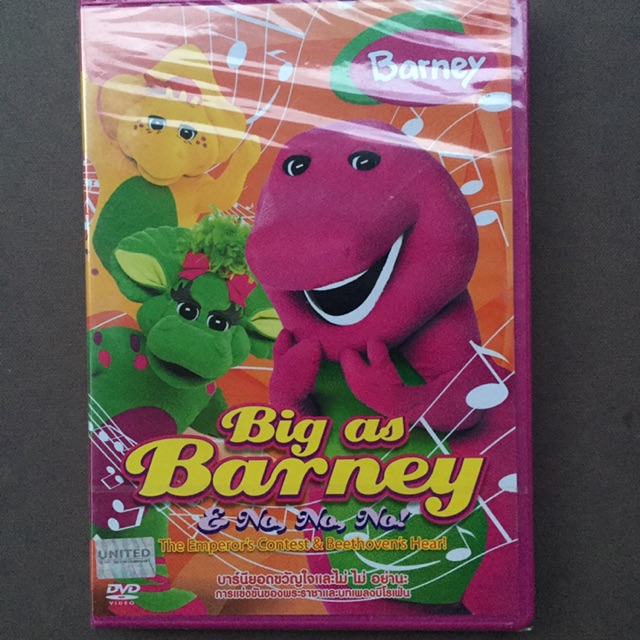 Barney
Big as
Barney
& No, No, No!
The Emperor's Contest & Beethoven's Hear!
UNITED
บาร์นียอดขวัญใจและไม่ ไม่ อย่านะ
การแข่งขันของพระราชาและบทเพลงบีโธเฟ่น
DVD
VIDEO